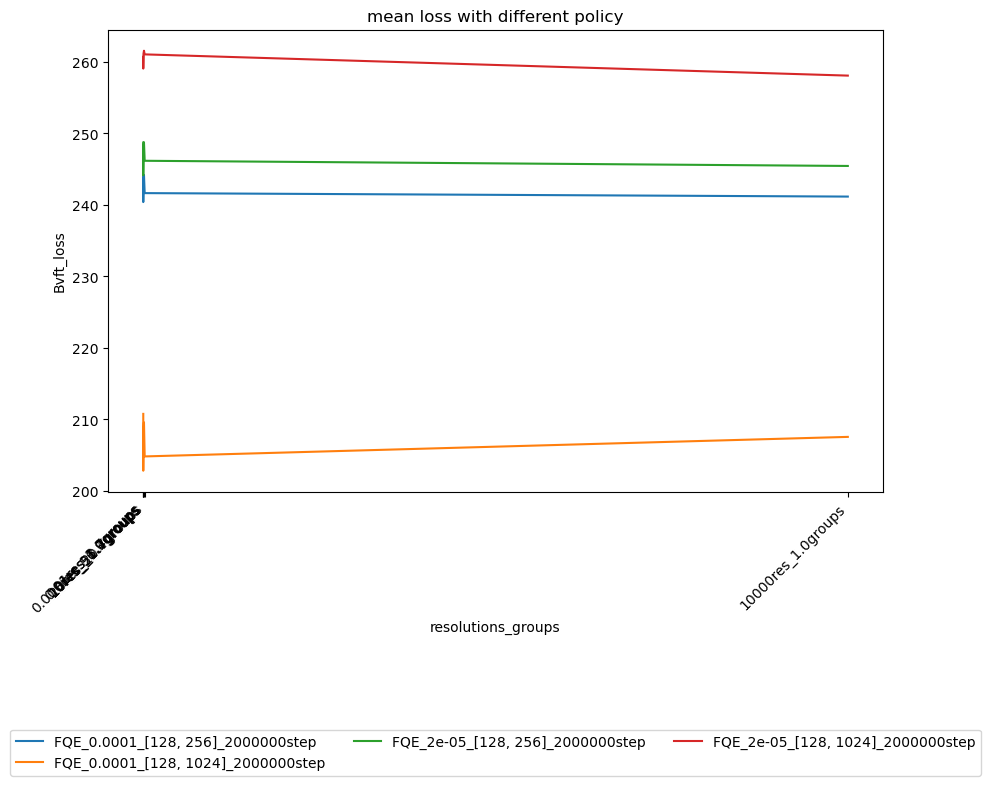 mean loss with different policy
Bvft_loss
260
250
240
230
220
210
200
10000res_1.0groups
resolutions_groups
FQE_0.0001_[128, 256]_2000000step
FQE_0.0001_[128, 1024]_2000000step
FQE_2e-05_[128, 256]_2000000step
FQE_2e-05_[128, 1024]_2000000step